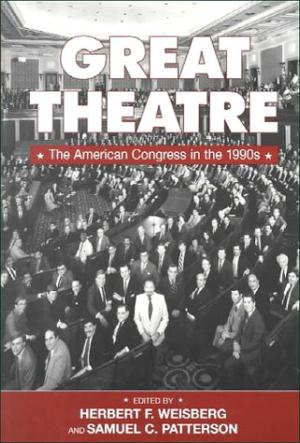 GREAT
THEATRE
★ The American Congress in the 1990s ★
★ EDITED BY ★
HERBERT F. WEISBERG
AND SAMUEL C. PATTERSON